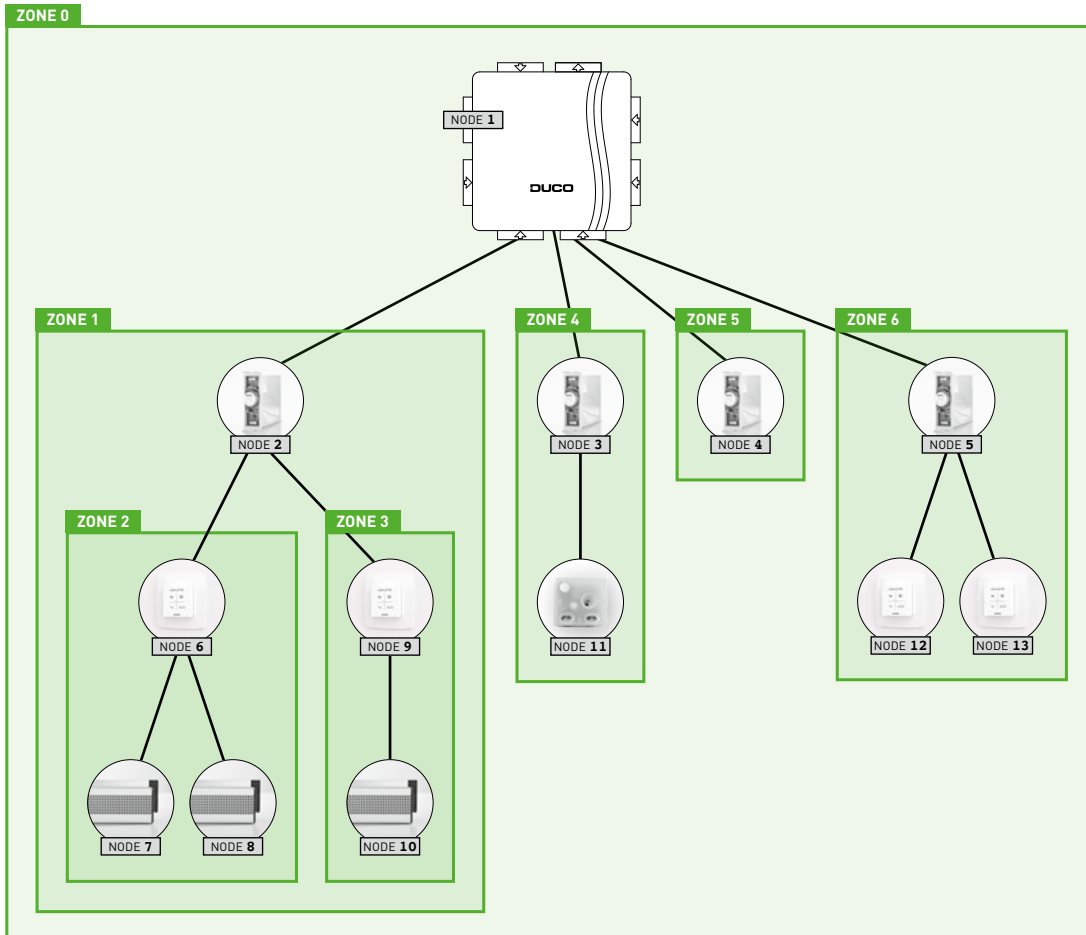 ZONE 0
NODE 1
DUCO
ZONE 1
ZONE 4
ZONE 5
ZONE 6
NODE 2
NODE 3
NODE 4
NODE 5
ZONE 2
ZONE 3
NODE 6
NODE 9
NODE 11
NODE 12
NODE 13
NODE 7
NODE 8
NODE 10